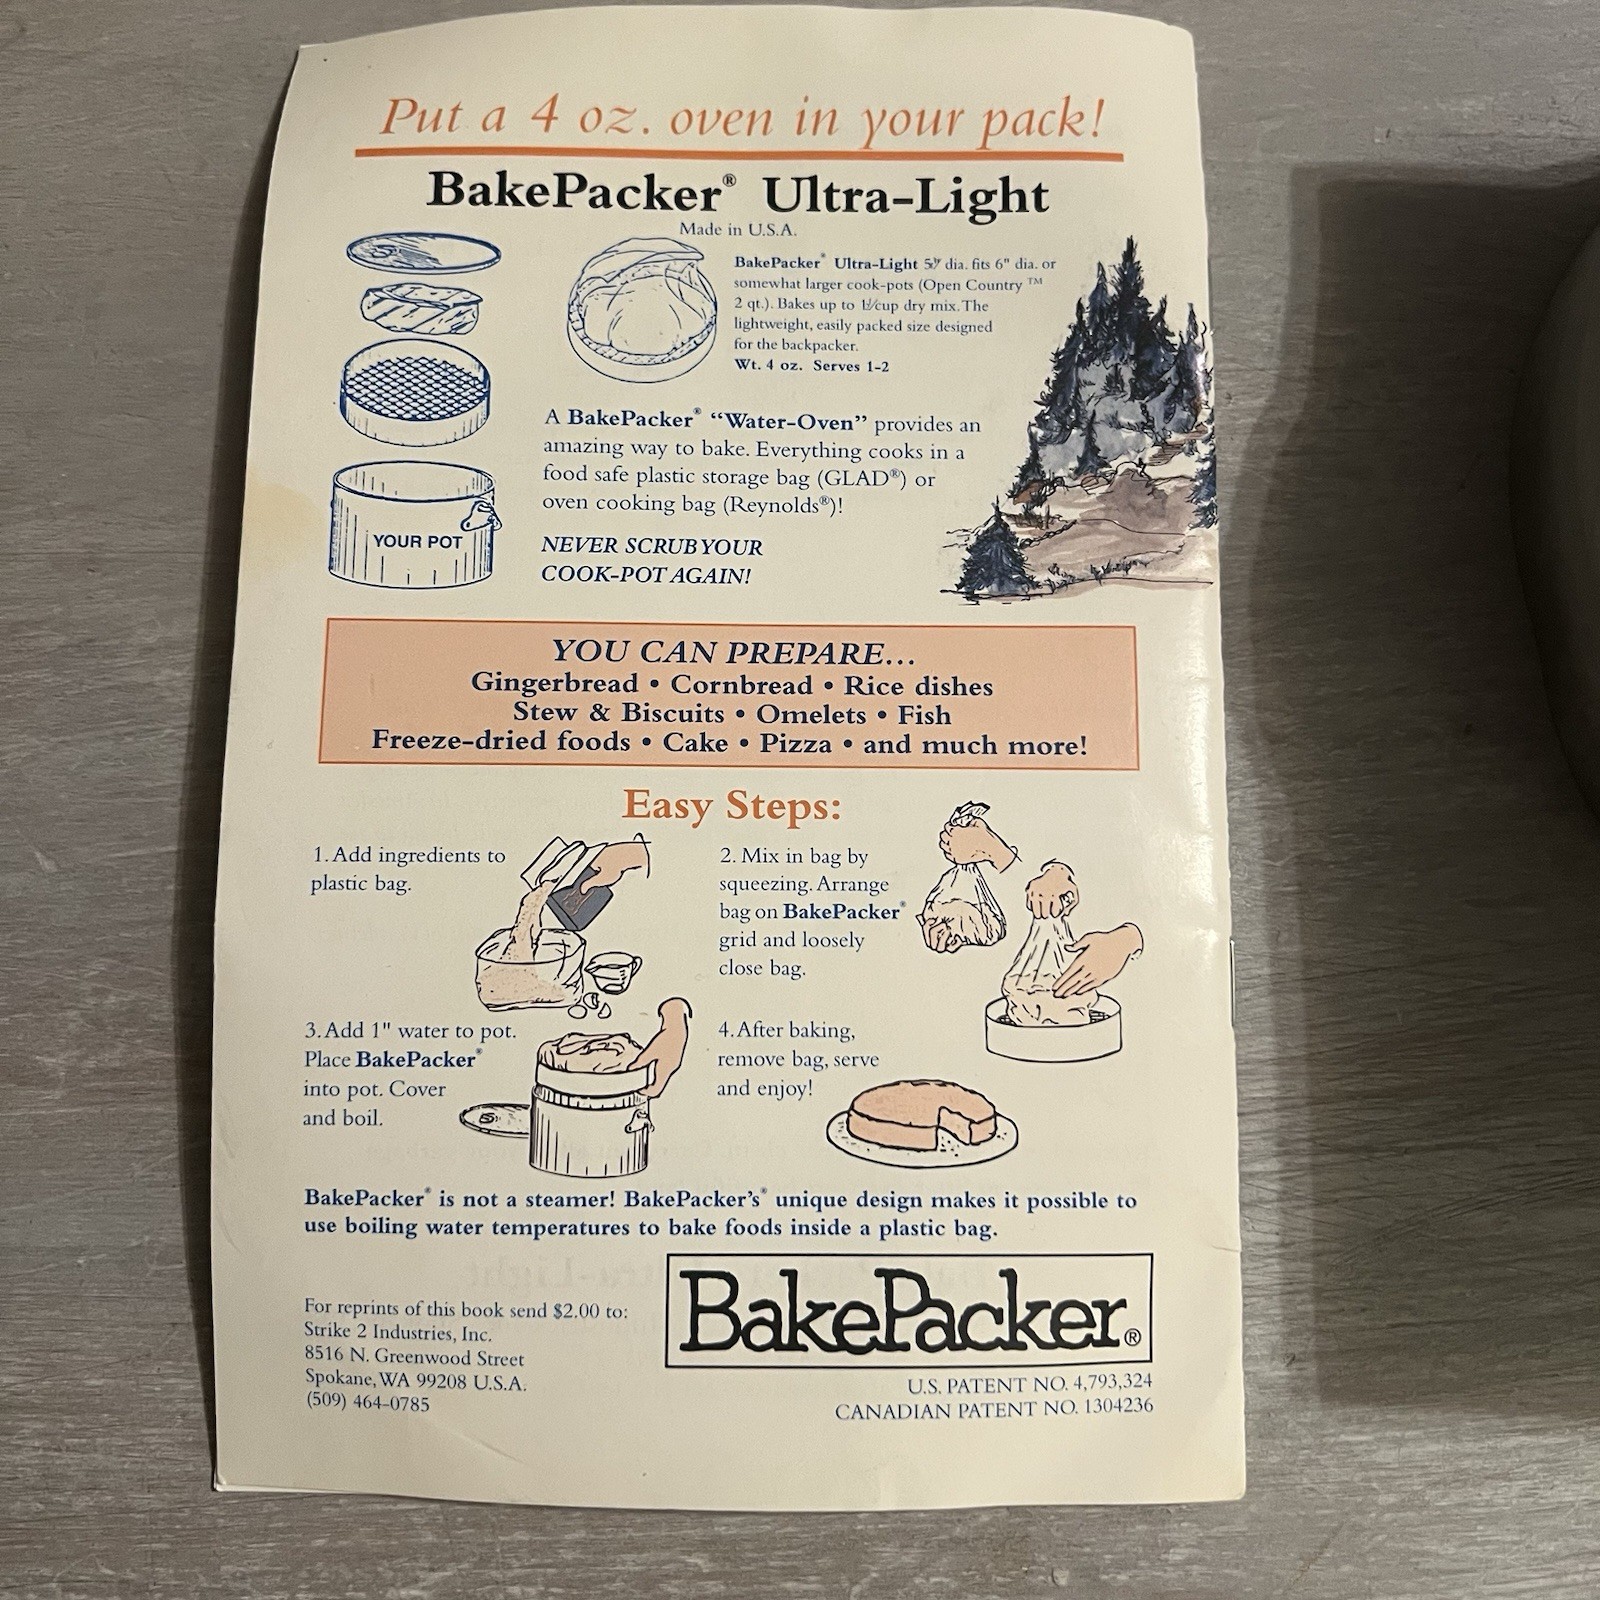 Put a 4 oz. oven in your pack!
BakePacker® Ultra-Light
Made in U.S.A.
BakePacker® Ultra-Light dia. fits 6" dia. or
somewhat larger cook-pots (Open Country ™
2 qt.). Bakes up to cup dry mix. The
lightweight, easily packed size designed
for the backpacker.
Wt. 4 oz. Serves 1-2
A BakePacker® “Water-Oven” provides an
amazing way to bake. Everything cooks in a
food safe plastic storage bag (GLAD®) or
oven cooking bag (Reynolds®)!
YOUR POT
NEVER SCRUB YOUR
COOK-POT AGAIN!
YOU CAN PREPARE...
Gingerbread • Cornbread • Rice dishes
Stew & Biscuits • Omelets • Fish
Freeze-dried foods • Cake • Pizza • and much more!
Easy Steps:
1. Add ingredients to
plastic bag.
2. Mix in bag by
squeezing. Arrange
bag on BakePacker®
grid and loosely
close bag.
3. Add 1" water to pot.
Place BakePacker®
into pot. Cover
and boil.
4. After baking,
remove bag, serve
and enjoy!
BakePacker® is not a steamer! BakePacker’s® unique design makes it possible to
use boiling water temperatures to bake foods inside a plastic bag.
For reprints of this book send $2.00 to:
Strike 2 Industries, Inc.
8516 N. Greenwood Street
Spokane, WA 99208 U.S.A.
(509) 464-0785
BakePacker®
U.S. PATENT NO. 4,793,324
CANADIAN PATENT NO. 1304236